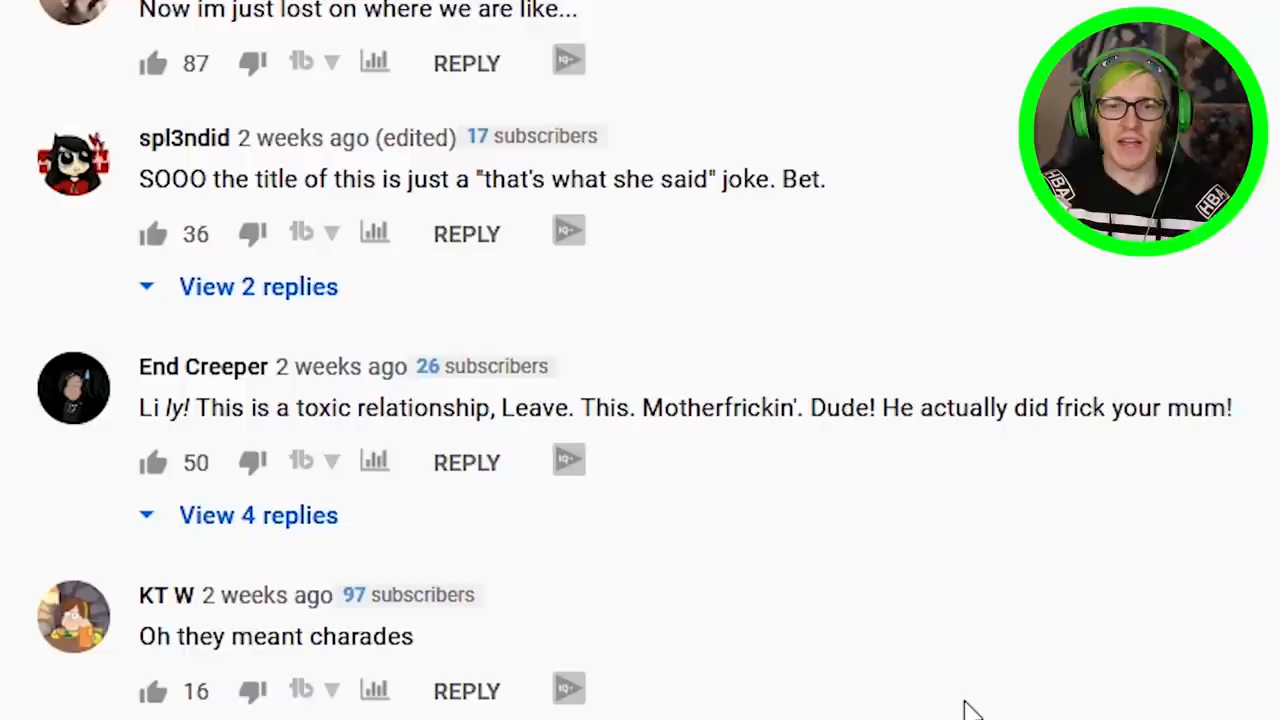 Now im just lost on where we are like...
87 REPLY
spl3ndid 2 weeks ago (edited) 17 subscribers
SOOO the title of this is just a "that's what she said" joke. Bet.
36 REPLY
View 2 replies
End Creeper 2 weeks ago 26 subscribers
Li ly! This is a toxic relationship, Leave. This. Motherfrickin'. Dude! He actually did frick your mum!
50 REPLY
View 4 replies
KT W 2 weeks ago 97 subscribers
Oh they meant charades
16 REPLY
HBA
HBA